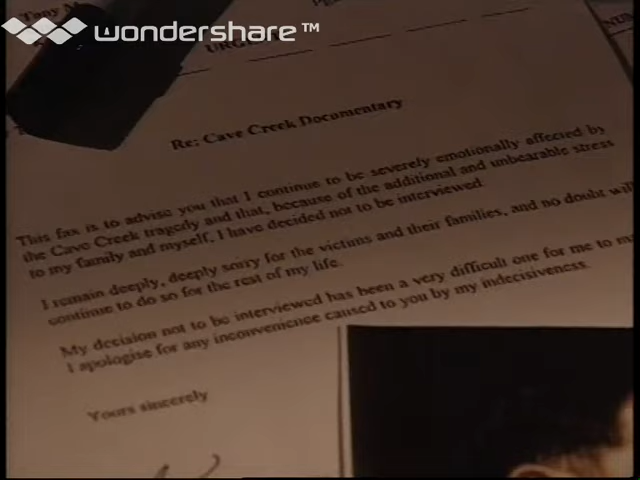 wondershare™
Tony M
URGENT
Re: Cave Creek Documentary
This fax is to advise you that I continue to be severely emotionally affected by
the Cave Creek tragedy and that, because of the additional and unbearable stress
to my family and myself, I have decided not to be interviewed.
I remain deeply, deeply sorry for the victims and their families, and no doubt will
continue to do so for the rest of my life.
My decision not to be interviewed has been a very difficult one for me to
I apologise for any inconvenience caused to you by my indecisiveness.
Yours sincerely